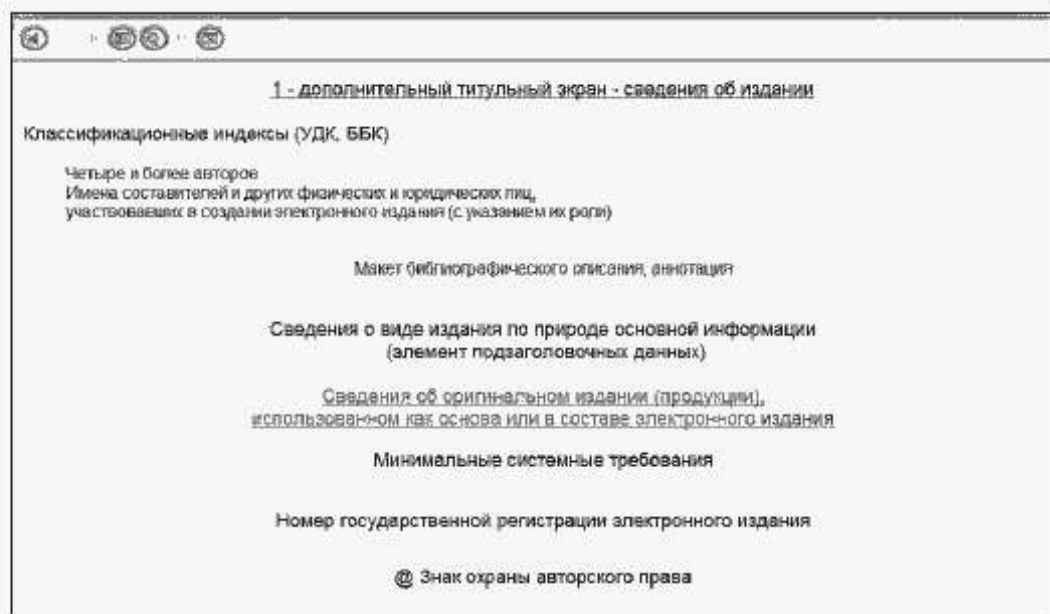 1 - дополнительный титульный экран - сведения об издании
Классификационные индексы (УДК, ББК)
Четыре и более авторов
Имена составителей и других физических и юридических лиц,
участвовавших в создании электронного издания (с указанием их роли)
Макет библиографического описания, аннотация
Сведения о виде издания по природе основной информации
(элемент подзаголовочных данных)
Сведения об оригинальном издании (продукции),
использованном как основа или в составе электронного издания
Минимальные системные требования
Номер государственной регистрации электронного издания
@ Знак охраны авторского права